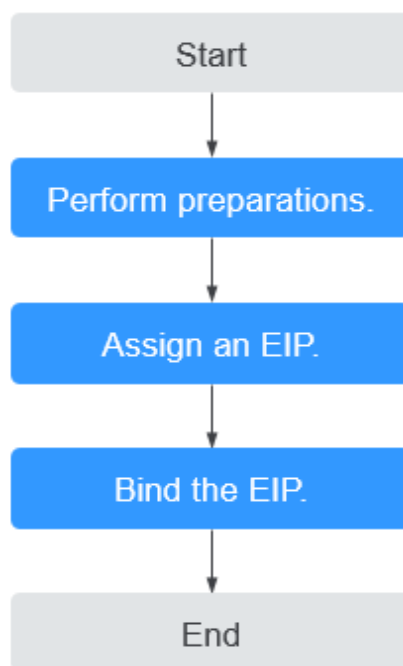 Start
Perform preparations.
Assign an EIP.
Bind the EIP.
End